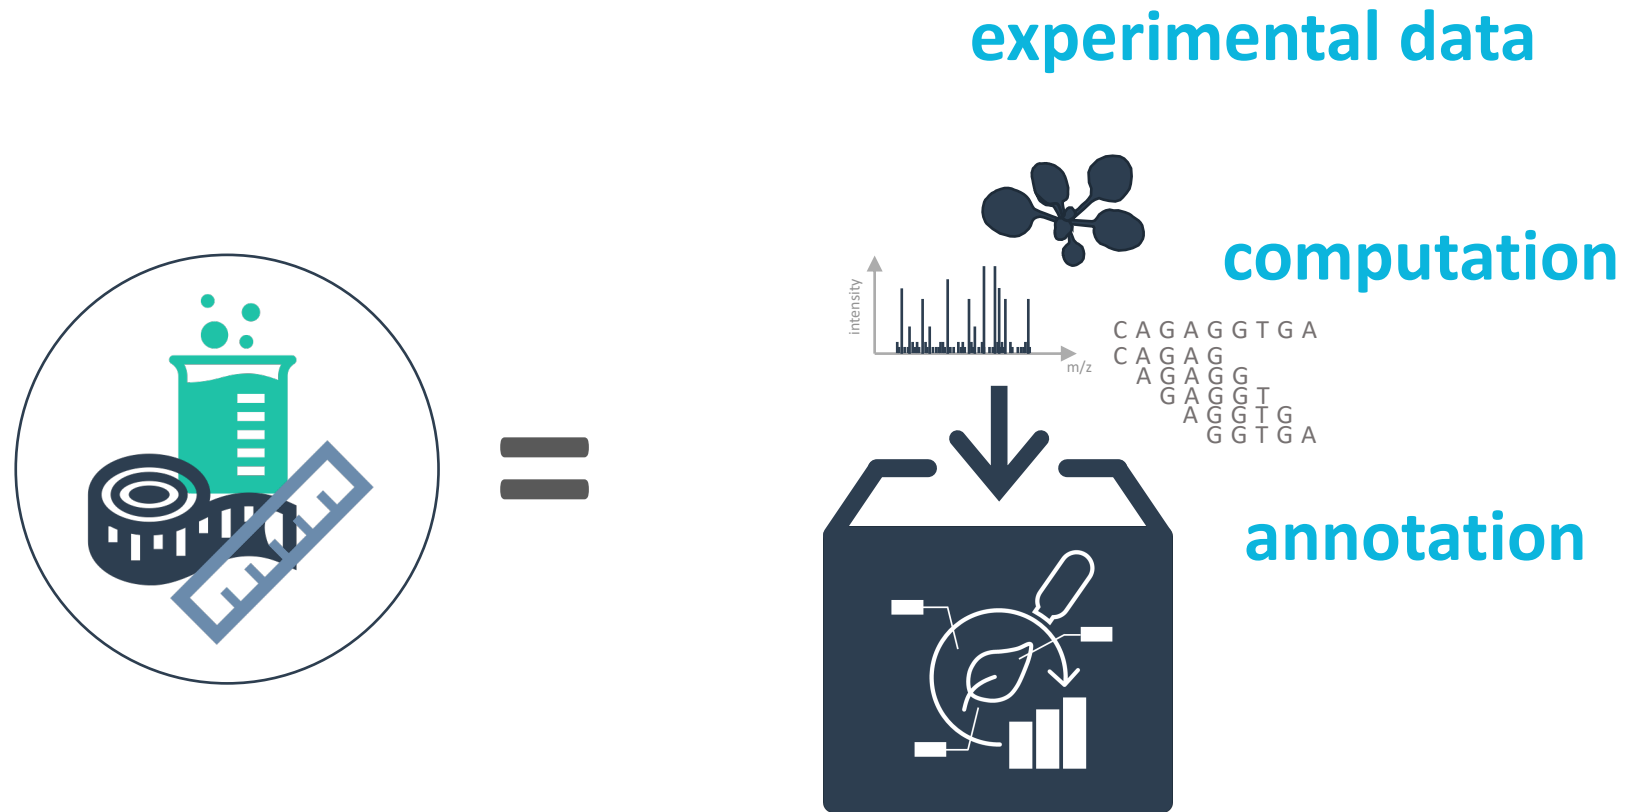 experimental data
computation
intensity
m/z
C A G A G G T G A
C A G A G
A G A G G
G A G G T
A G G T G
G G T G A
annotation